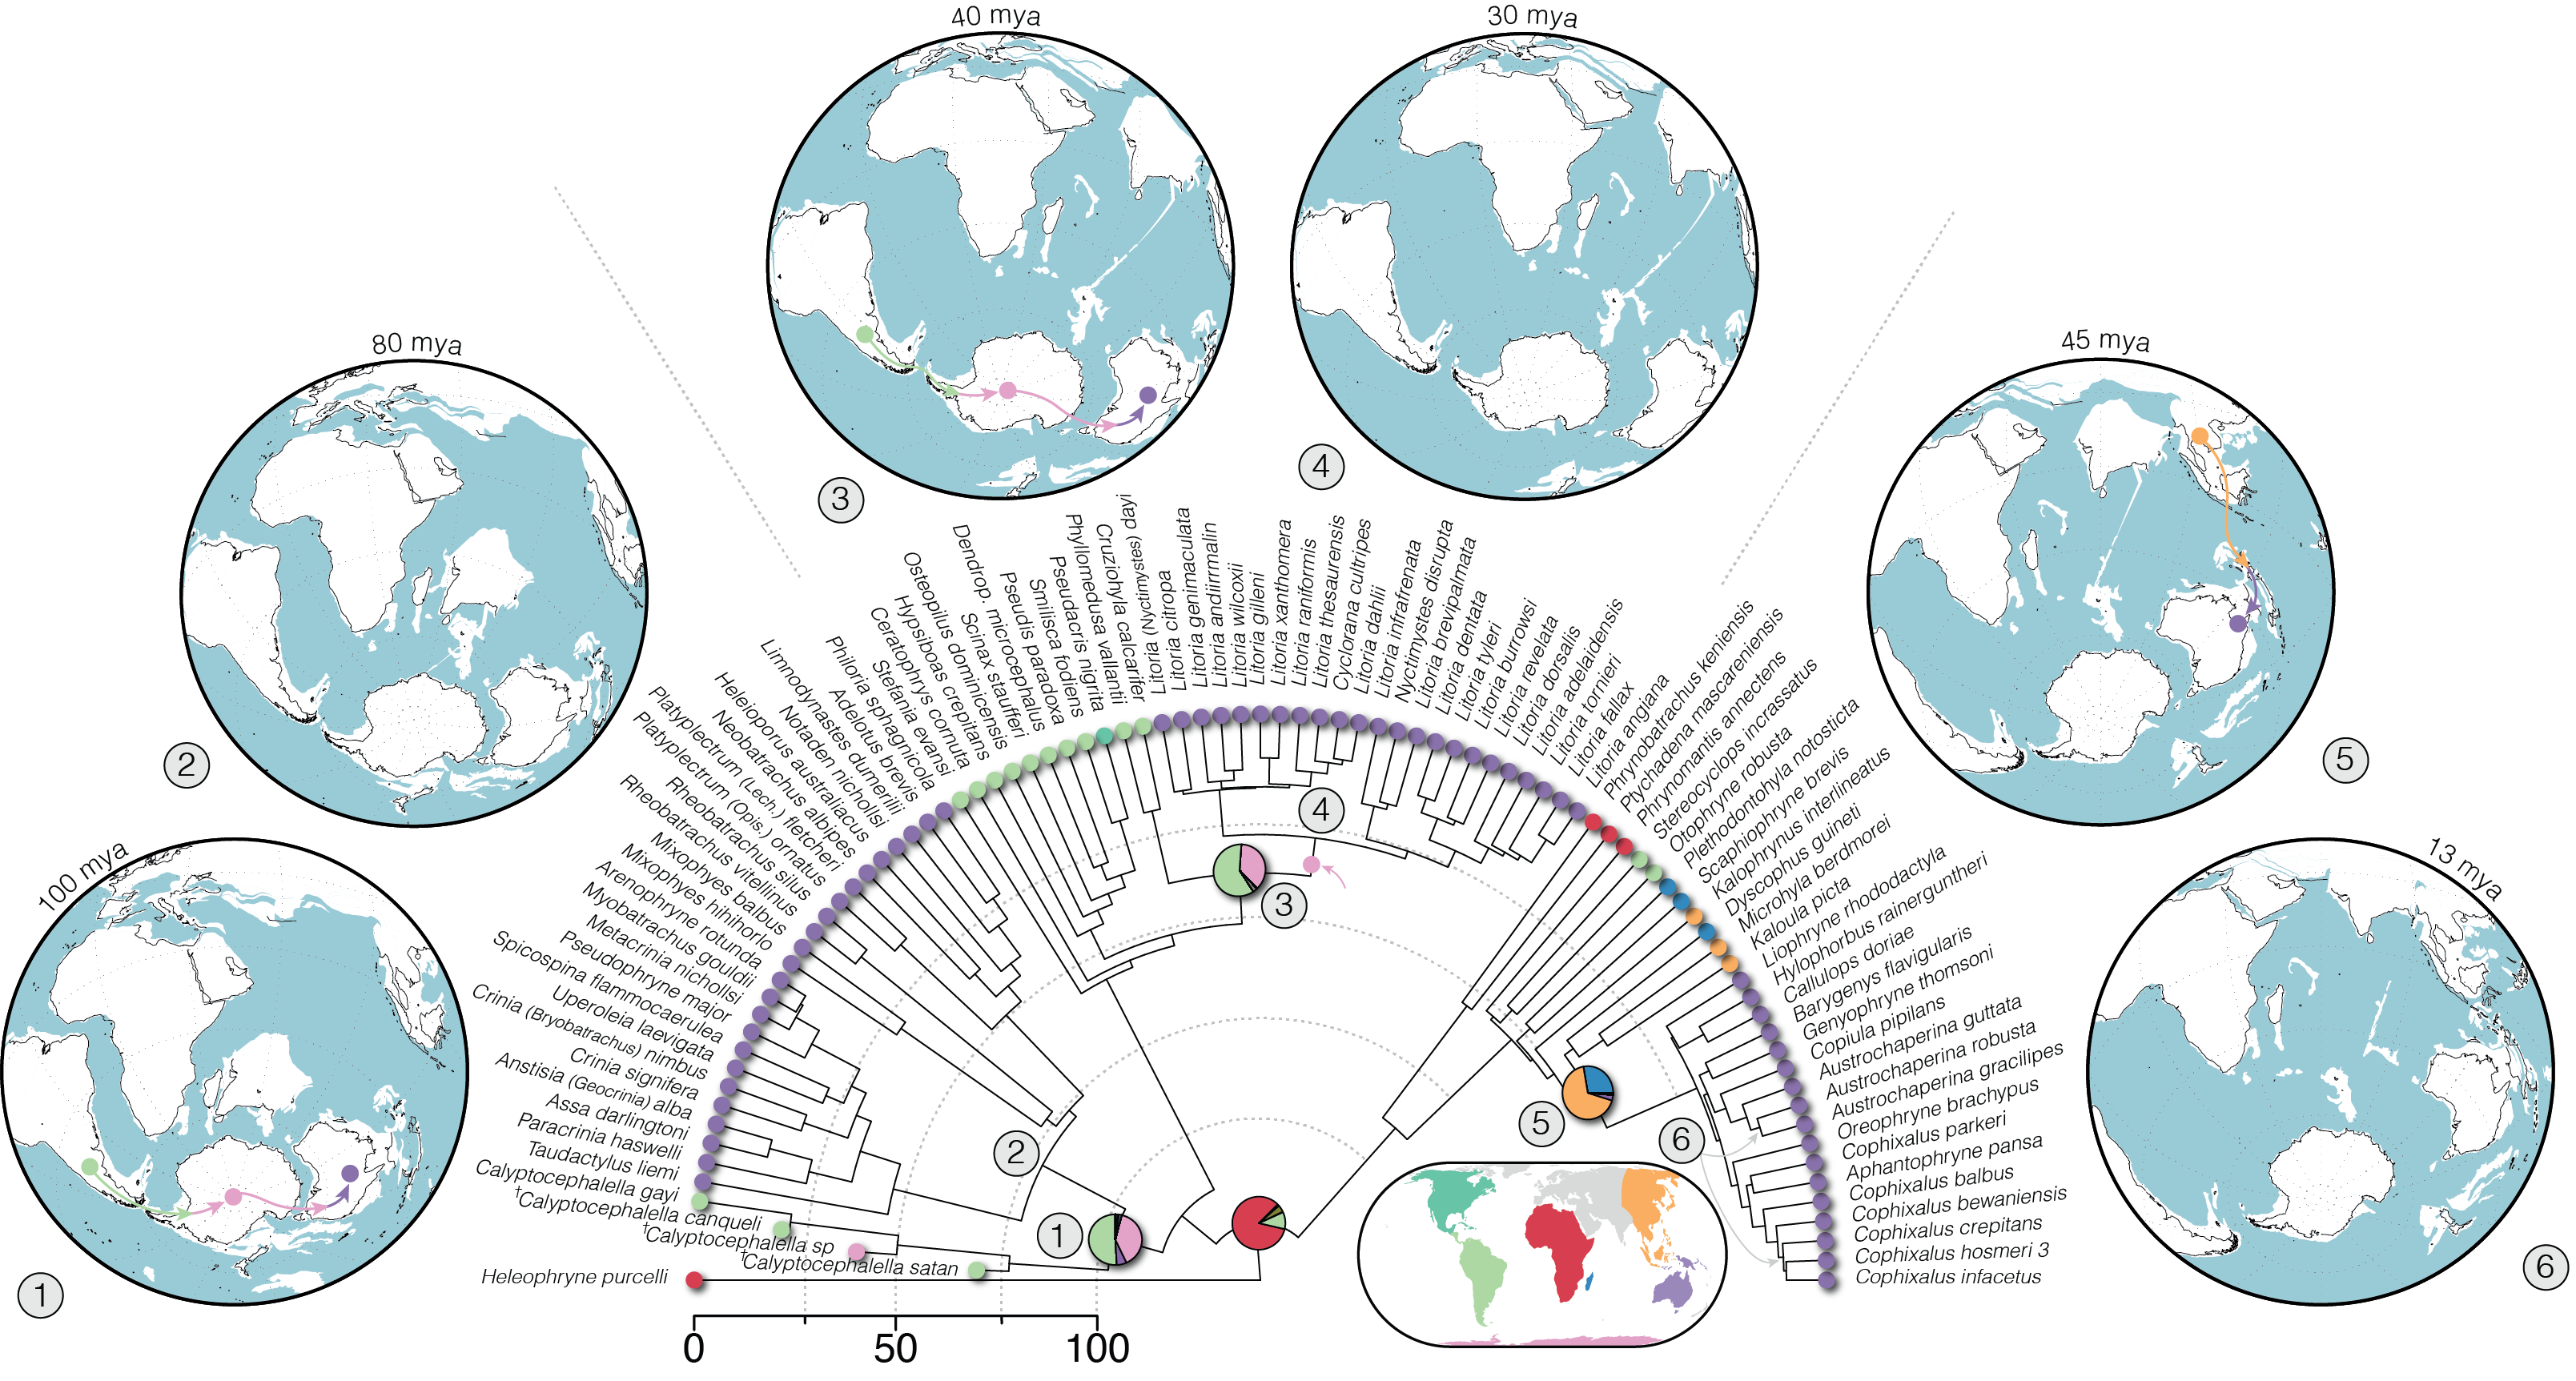 40 mya
30 mya
80 mya
45 mya
100 mya
13 mya
3
4
2
5
1
6
Heleophryne purcelli
†Calyptocephalella satan
†Calyptocephalella sp
†Calyptocephalella canqueli
Calyptocephalella gayi
Taudactylus liemi
Paracrinia haswelli
Assa darlingtoni
Anstisia (Geocrinia) alba
Crinia signifera
Crinia (Bryobatrachus) nimbus
Uperoleia laevigata
Spicospina flammocaerulea
Pseudophryne major
Metacrinia nichollsi
Myobatrachus gouldii
Arenophryne rotunda
Mixophyes hihihorlo
Mixophyes balbus
Rheobatrachus vitellinus
Rheobatrachus silus
Platyplectrum (Opis.) ornatus
Platyplectrum (Lech.) fletcheri
Neobatrachus albipes
Heleioporus australiacus
Notaden nichollsi
Limnodynastes dumerilii
Adelotus brevis
Philoria sphagnicola
Stefania evansi
Ceratophrys cornuta
Hypsiboas crepitans
Osteopilus dominicensis
Scinax staufferi
Dendrop. microcephalus
Pseudis paradoxa
Smilisca fodiens
Pseudacris nigrita
Phyllomedusa vallantii
Cruziohyla calcarifer
Litoria (Nyctimystes) dayi
Litoria citropa
Litoria genimaculata
Litoria andiirrmalin
Litoria wilcoxii
Litoria gilleni
Litoria xanthomera
Litoria raniformis
Litoria thesaurensis
Cyclorana cultripes
Litoria dahlii
Litoria infrafrenata
Nyctimystes disrupta
Litoria brevipalmata
Litoria dentata
Litoria tyleri
Litoria burrowsi
Litoria revelata
Litoria dorsalis
Litoria adelaidensis
Litoria tornieri
Litoria fallax
Litoria angiana
Phrynobatrachus keniensis
Ptychadena mascareniensis
Phrynomantis annectens
Stereocyclops incrassatus
Otophryne robusta
Plethodontohyla notosticta
Scaphiophryne brevis
Kalophrynus interlineatus
Dyscophus guineti
Microhyla berdmorei
Kaloula picta
Liophryne rhododactyla
Hylophorbus rainerguntheri
Callulops doriae
Barygenys flavigularis
Genyophryne thomsoni
Copiula pipilans
Austrochaperina guttata
Austrochaperina robusta
Austrochaperina gracilipes
Oreophryne brachypus
Cophixalus parkeri
Aphantophryne pansa
Cophixalus balbus
Cophixalus bewaniensis
Cophixalus crepitans
Cophixalus hosmeri 3
Cophixalus infacetus
4
3
2
1
5
6
0 50 100